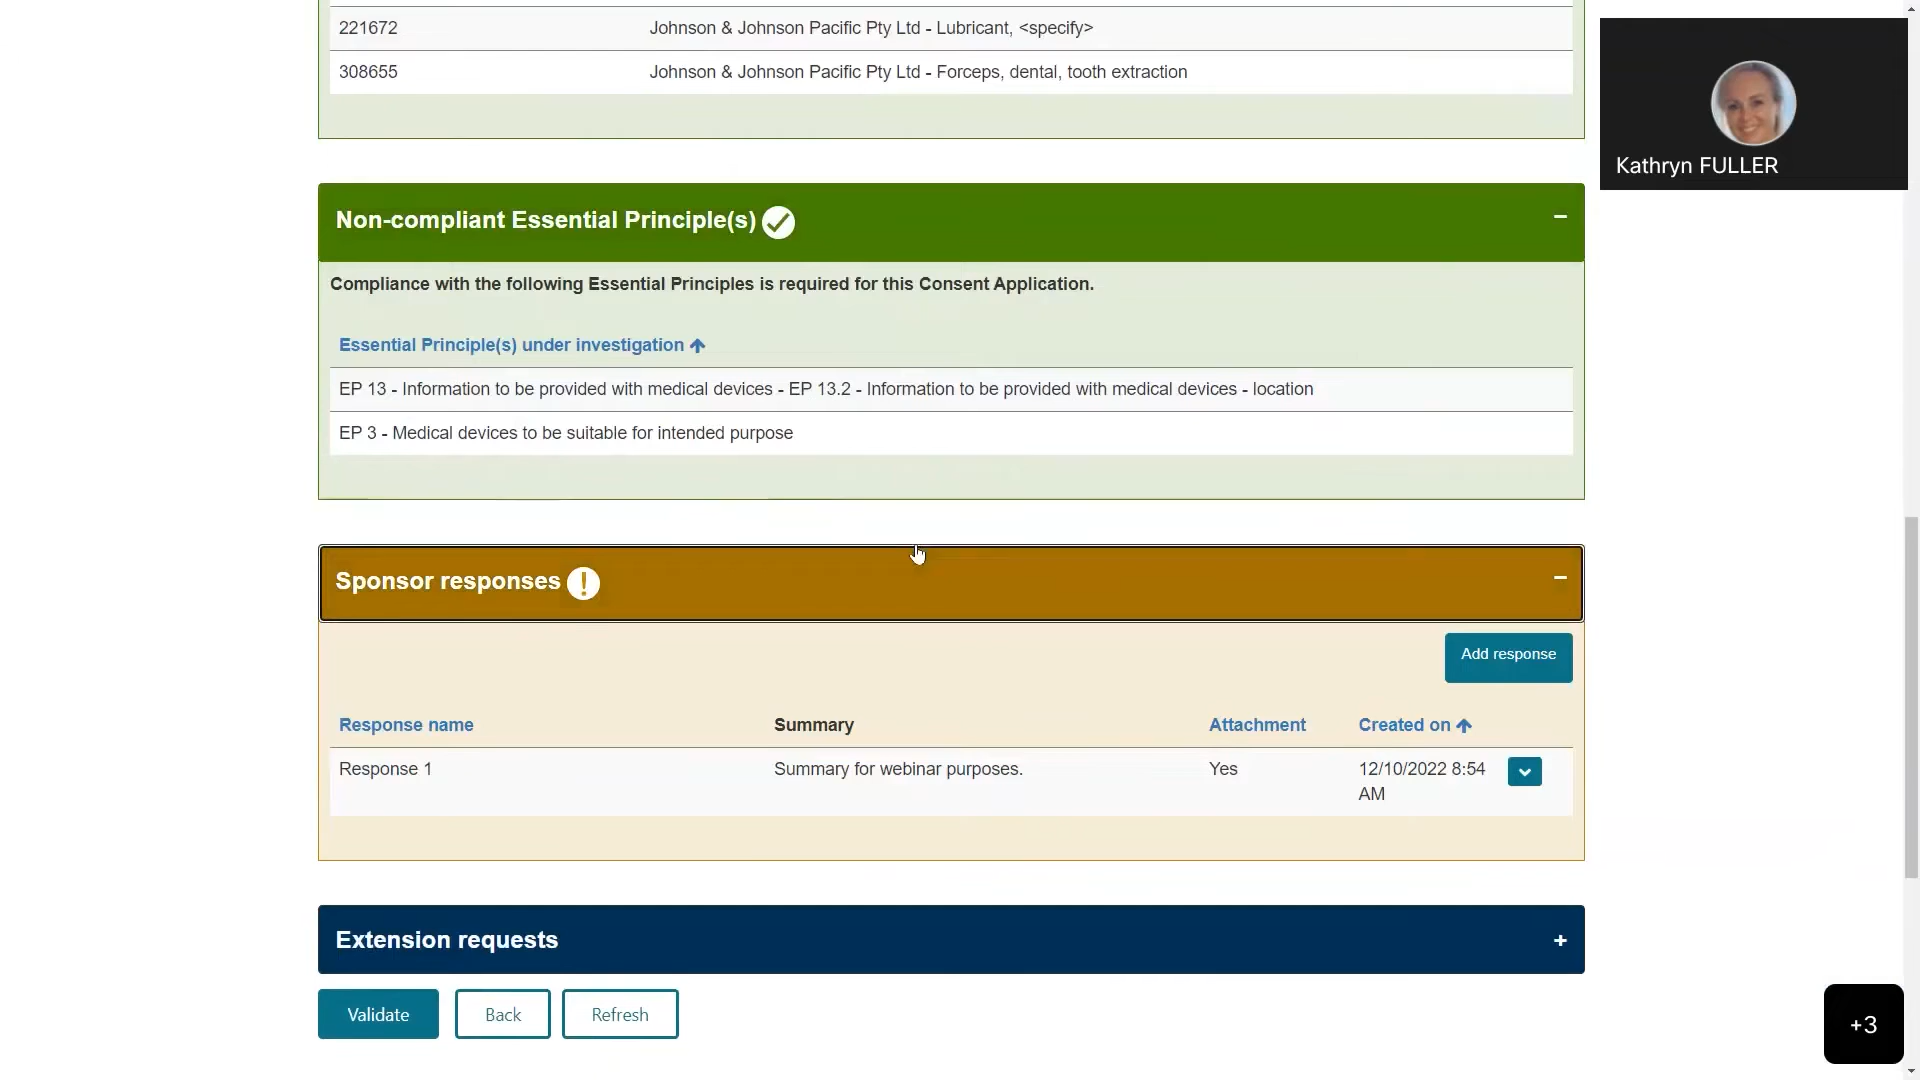 221672 Johnson & Johnson Pacific Pty Ltd - Lubricant, <specify>
308655 Johnson & Johnson Pacific Pty Ltd - Forceps, dental, tooth extraction
Kathryn FULLER
Non-compliant Essential Principle(s)
Compliance with the following Essential Principles is required for this Consent Application.
Essential Principle(s) under investigation
EP 13 - Information to be provided with medical devices - EP 13.2 - Information to be provided with medical devices - location
EP 3 - Medical devices to be suitable for intended purpose
Sponsor responses
Add response
Response name Summary Attachment Created on
Response 1 Summary for webinar purposes. Yes 12/10/2022 8:54
AM
Extension requests
Validate Back Refresh
+3